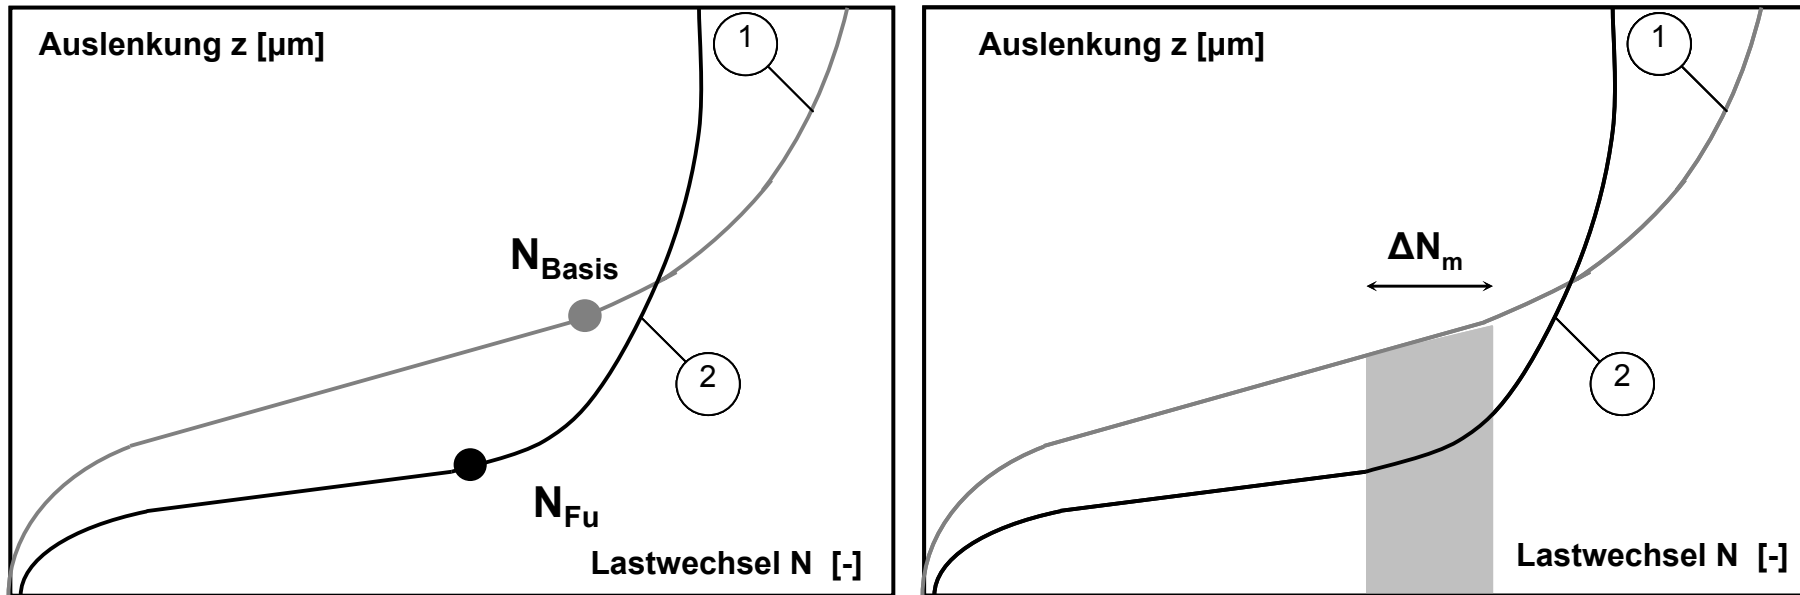 Auslenkung z [µm]
1
N_Basis
2
N_Fu
Lastwechsel N [-]
Auslenkung z [µm]
1
ΔN_m
2
Lastwechsel N [-]